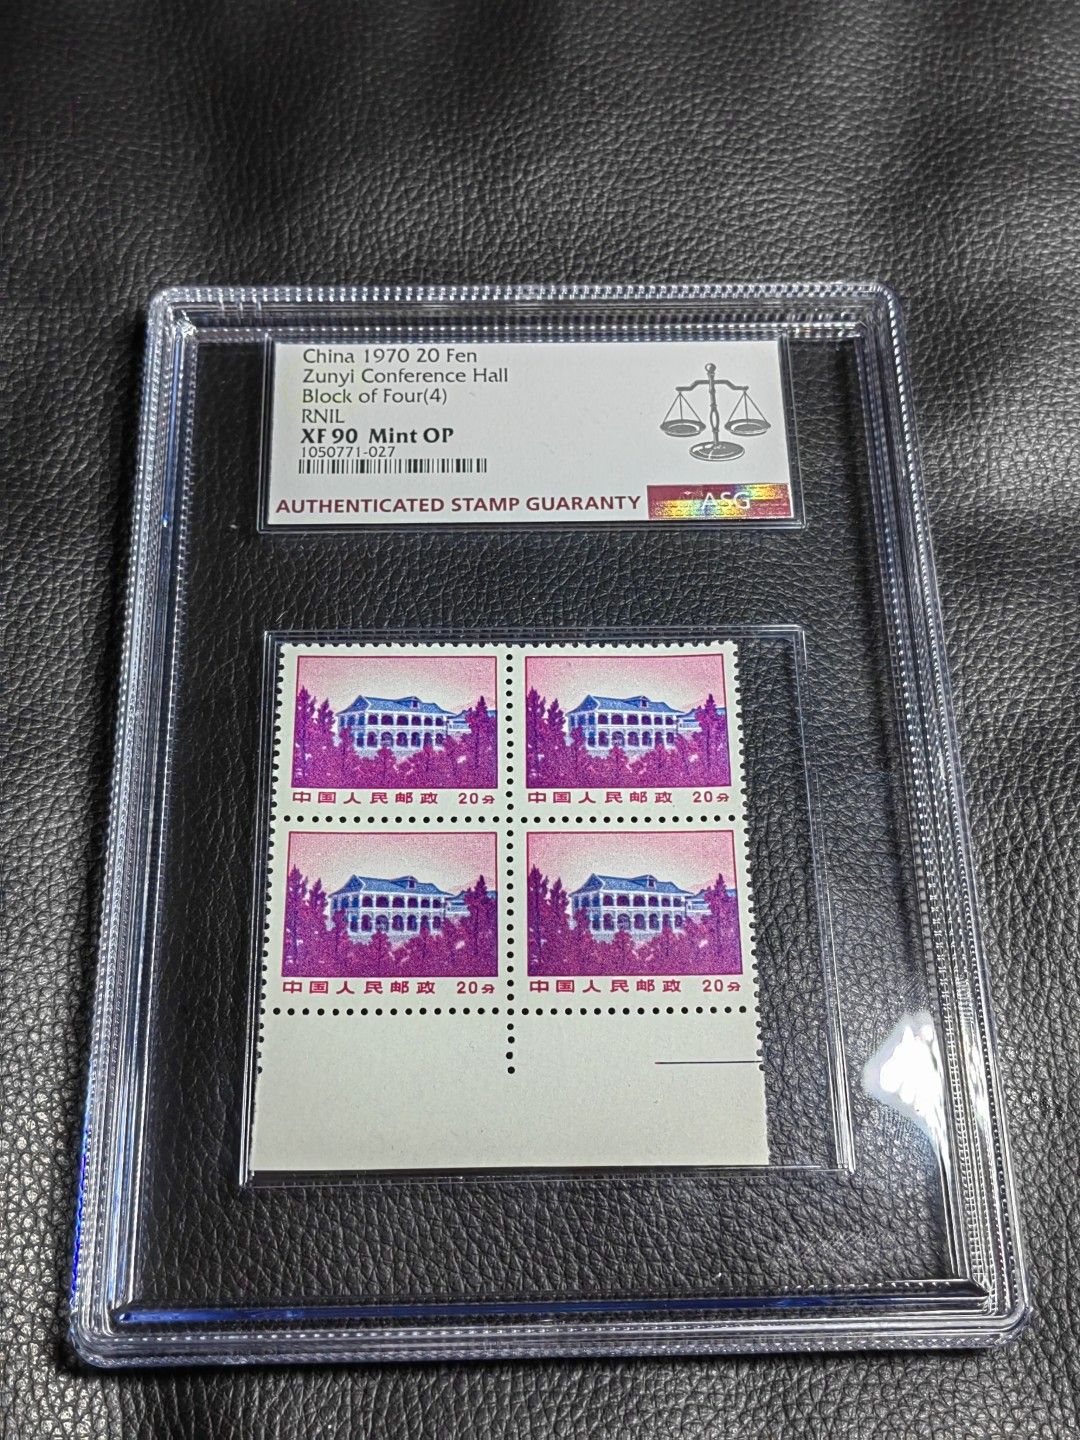 China 1970 20 Fen
Zunyi Conference Hall
Block of Four(4)
RNIL
XF 90 Mint OP
1050771-027
AUTHENTICATED STAMP GUARANTY ASG
中国人民邮政 20分 中国人民邮政 20分
中国人民邮政 20分 中国人民邮政 20分